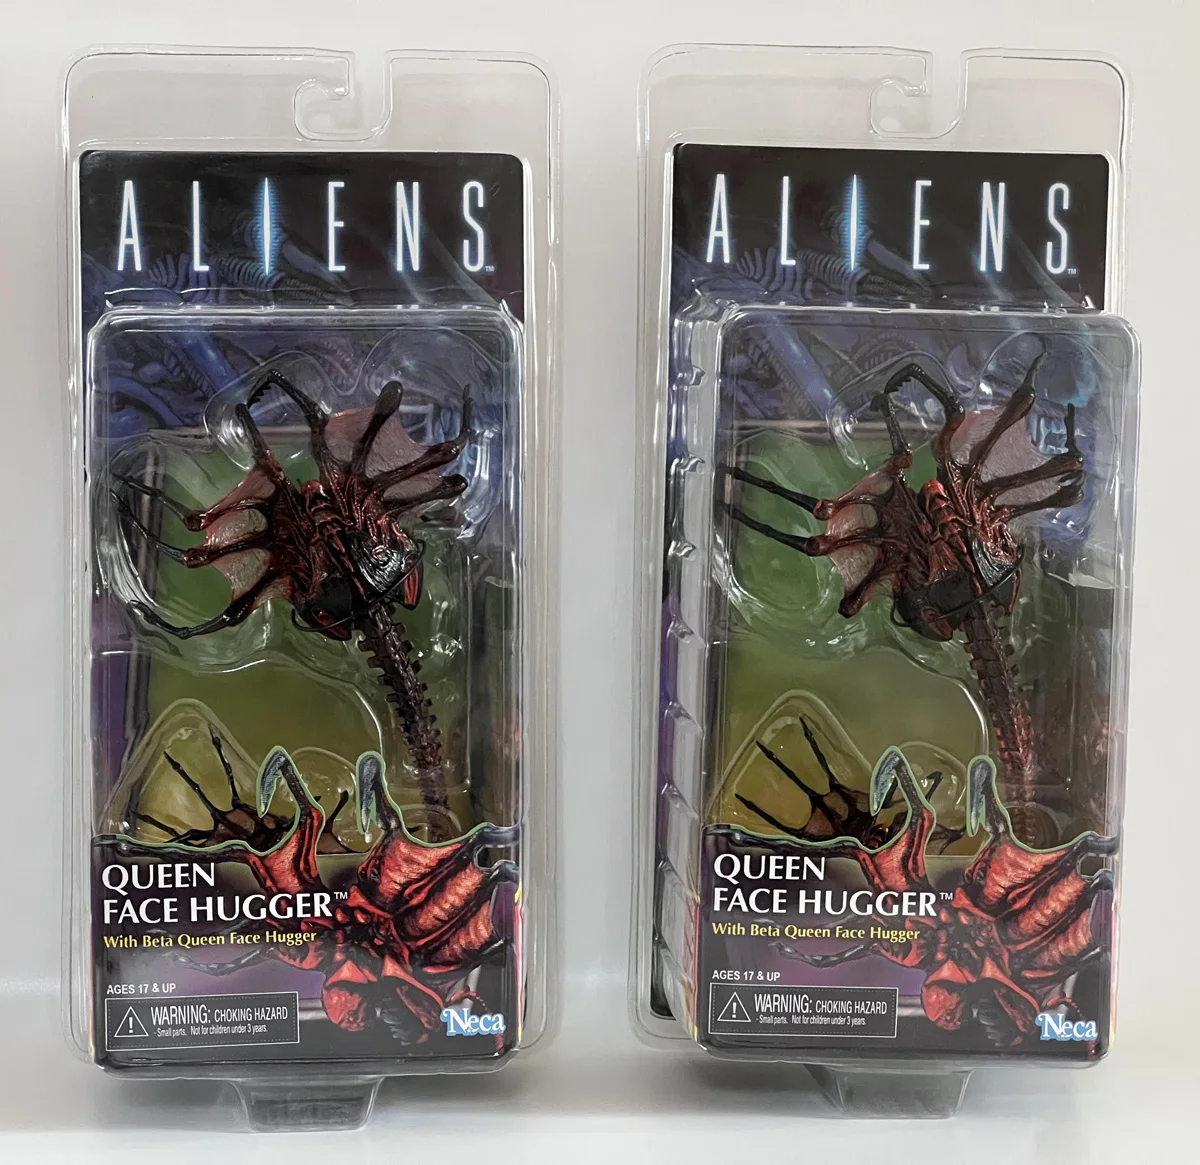 ALIENS™
QUEEN
FACE HUGGER™
With Beta Queen Face Hugger
AGES 17 & UP
WARNING: CHOKING HAZARD
- Small parts. Not for children under 3 years.
Neca
ALIENS™
QUEEN
FACE HUGGER™
With Beta Queen Face Hugger
AGES 17 & UP
WARNING: CHOKING HAZARD
- Small parts. Not for children under 3 years.
Neca